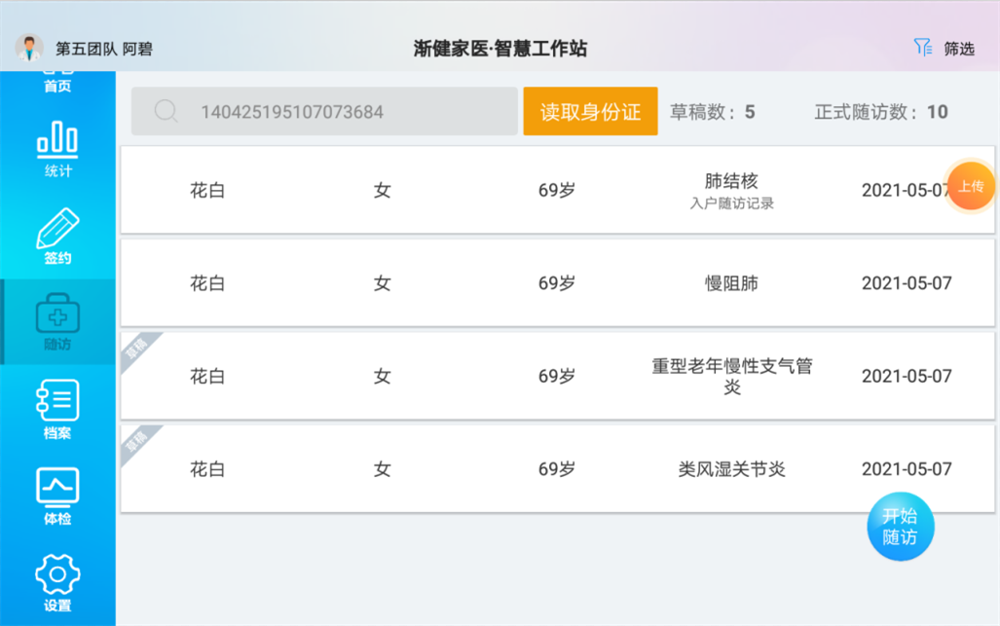 第五团队 阿碧
渐健家医·智慧工作站
筛选
首页
统计
签约
随访
档案
体检
设置
140425195107073684
读取身份证
草稿数：5
正式随访数：10
花白 女 69岁 肺结核 2021-05-07
入户随访记录
上传
花白 女 69岁 慢阻肺 2021-05-07
草稿
花白 女 69岁 重型老年慢性支气管
炎 2021-05-07
草稿
花白 女 69岁 类风湿关节炎 2021-05-07
开始
随访